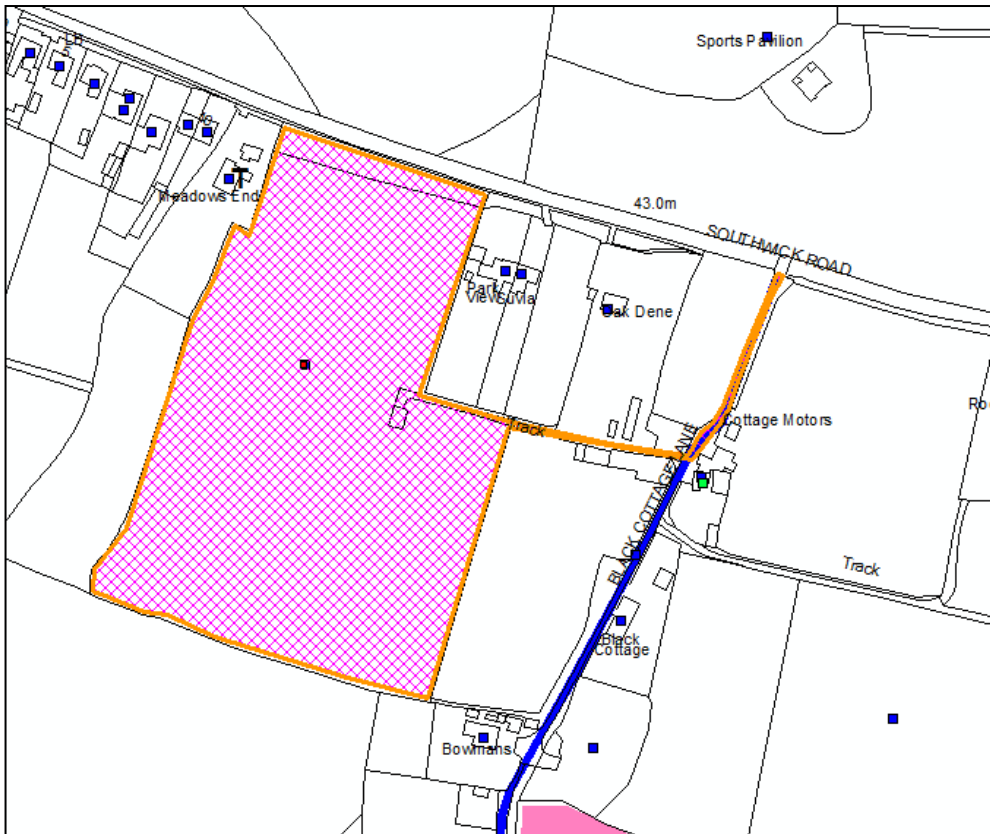 Sports Pavilion
LB
Meadows End
T
43.0m
SOUTHWICK ROAD
Park
View
Suvla
Oak Dene
Cottage Motors
Track
BLACK COTTAGE LANE
Track
Black
Cottage
Bowmans